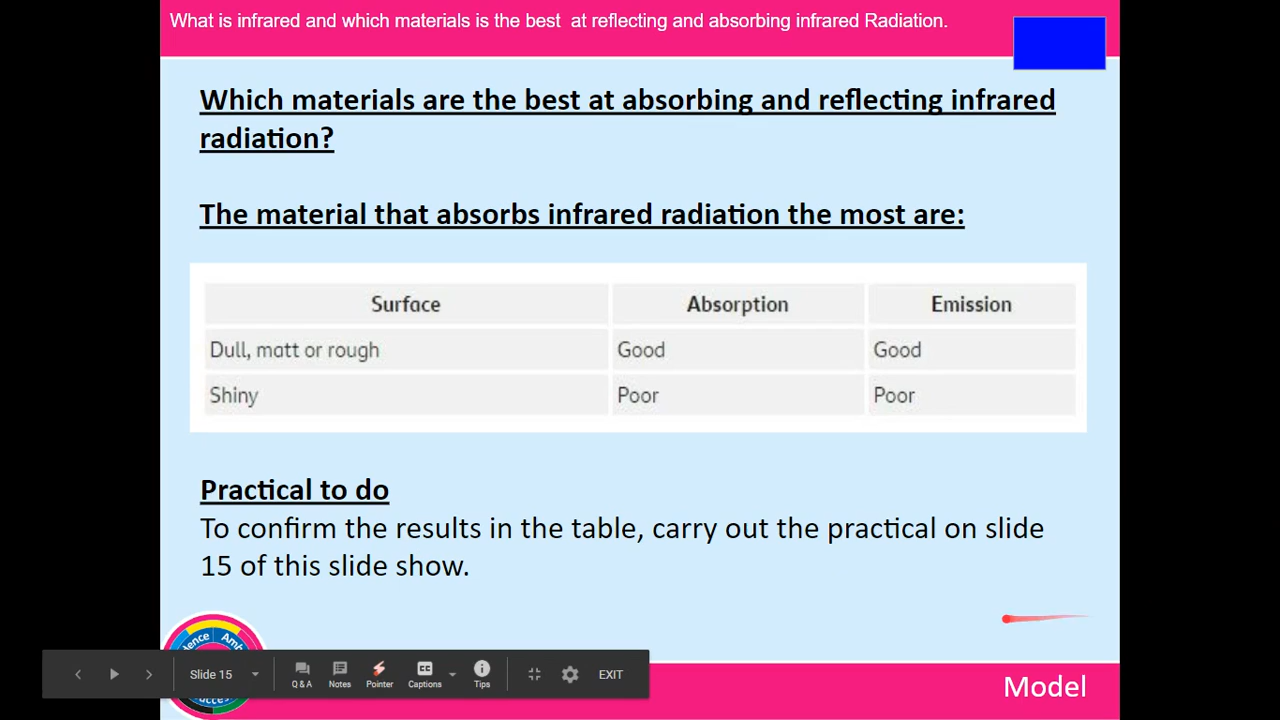 What is infrared and which materials is the best  at reflecting and absorbing infrared Radiation.
Which materials are the best at absorbing and reflecting infrared
radiation?
The material that absorbs infrared radiation the most are:
Surface Absorption Emission
Dull, matt or rough Good Good
Shiny Poor Poor
Practical to do
To confirm the results in the table, carry out the practical on slide
15 of this slide show.
Slide 15
Q & A Notes Pointer Captions Tips EXIT
Model